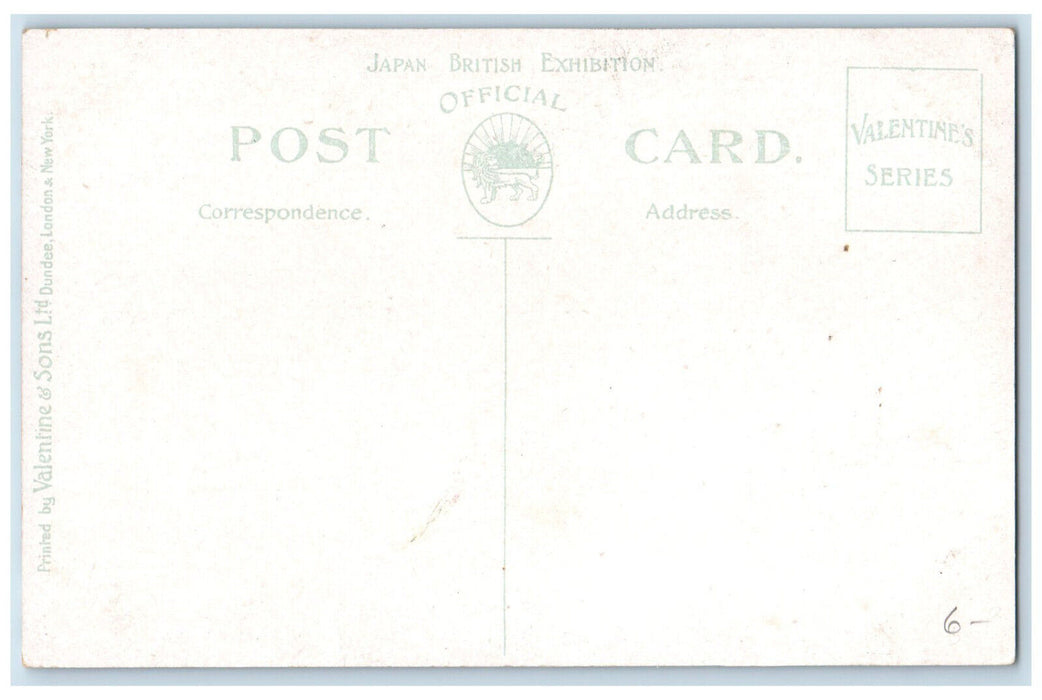 JAPAN BRITISH EXHIBITION.
OFFICIAL
POST CARD.
VALENTINE'S
SERIES
Correspondence.
Address.
Printed by Valentine & Sons Ltd Dundee, London & New York.
6-